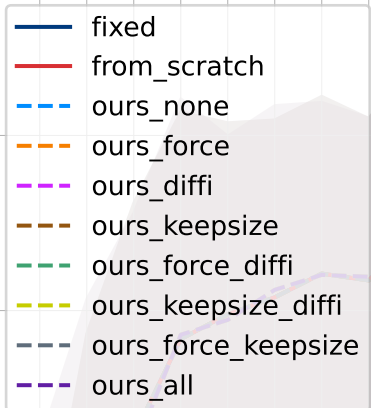 fixed
from_scratch
ours_none
ours_force
ours_diffi
ours_keepsize
ours_force_diffi
ours_keepsize_diffi
ours_force_keepsize
ours_all